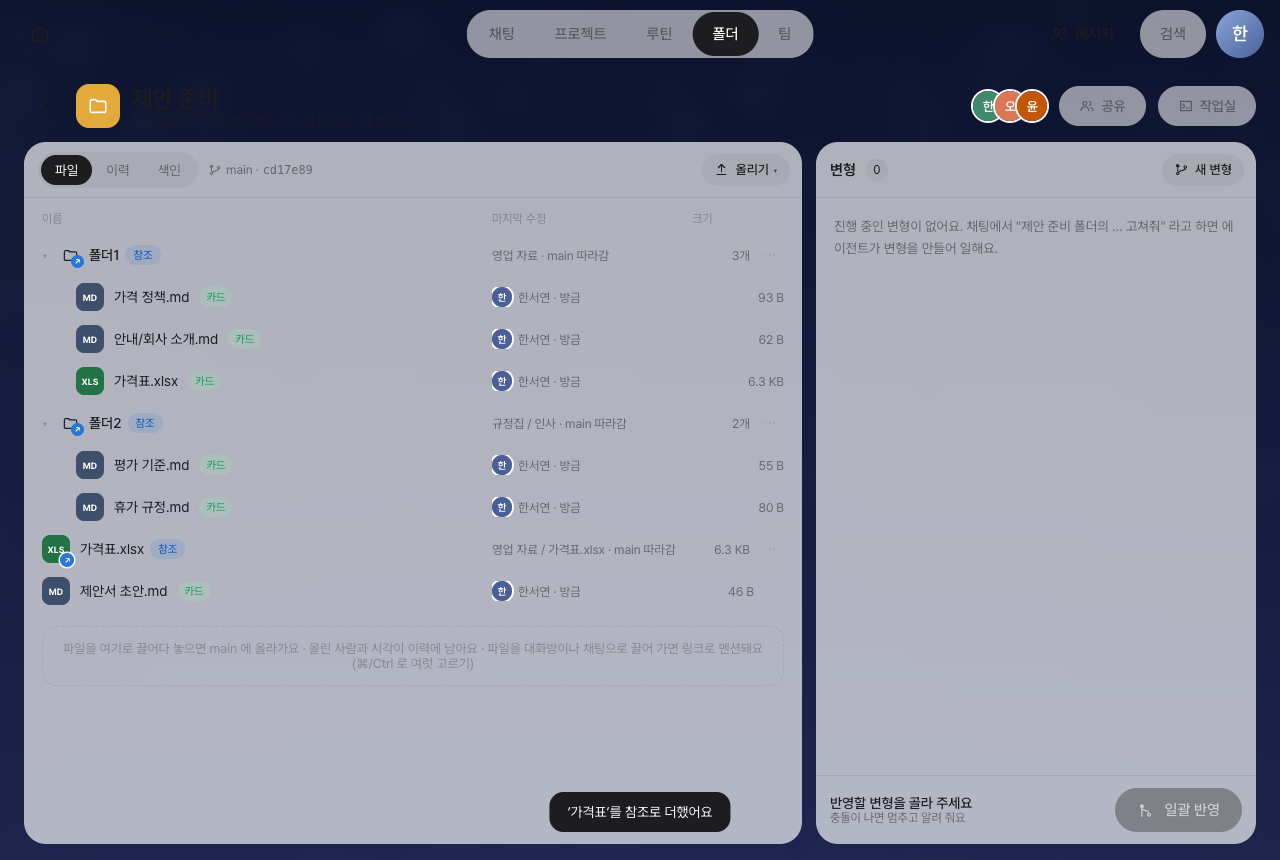 채팅
프로젝트
루틴
폴더
팀
메시지
검색
한
제안 준비
한
오
윤
공유
작업실
파일
이력
색인
main · cd17e89
올리기
변형
0
새 변형
이름
마지막 수정
크기
진행 중인 변형이 없어요. 채팅에서 "제안 준비 폴더의 ... 고쳐줘" 라고 하면 에
이전트가 변형을 만들어 일해요.
폴더1 참조 영업 자료 · main 따라감 3개 ...
MD 가격 정책.md 카드 한 한서연 · 방금 93 B
MD 안내/회사 소개.md 카드 한 한서연 · 방금 62 B
XLS 가격표.xlsx 카드 한 한서연 · 방금 6.3 KB
폴더2 참조 규정집 / 인사 · main 따라감 2개 ...
MD 평가 기준.md 카드 한 한서연 · 방금 55 B
MD 휴가 규정.md 카드 한 한서연 · 방금 80 B
XLS 가격표.xlsx 참조 영업 자료 / 가격표.xlsx · main 따라감 6.3 KB ...
MD 제안서 초안.md 카드 한 한서연 · 방금 46 B
파일을 여기로 끌어다 놓으면 main 에 올라가요 · 올린 사람과 시각이 이력에 남아요 · 파일을 대화방이나 채팅으로 끌어 가면 링크로 멘션돼요
(⌘/Ctrl 로 여럿 고르기)
‘가격표’를 참조로 더했어요
반영할 변형을 골라 주세요
충돌이 나면 멈추고 알려 줘요
일괄 반영